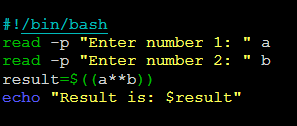 #!/bin/bash
read -p "Enter number 1: " a
read -p "Enter number 2: " b
result=$((a**b))
echo "Result is: $result"